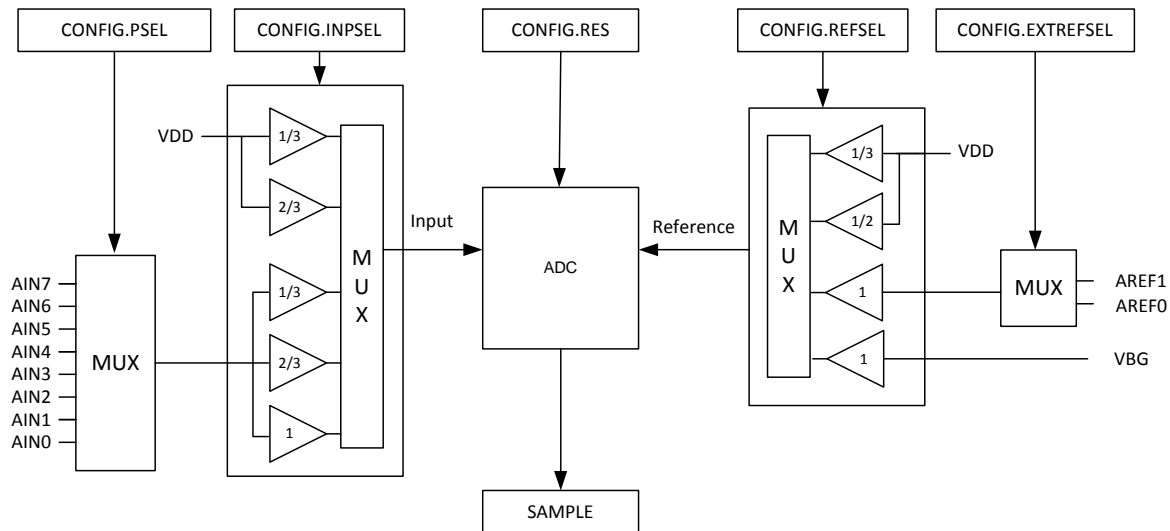 CONFIG.PSEL
CONFIG.INPSEL
CONFIG.RES
CONFIG.REFSEL
CONFIG.EXTREFSEL
VDD
1/3
2/3
1/3
2/3
1
MUX
Input
ADC
Reference
MUX
1/3
1/2
1
1
VDD
MUX
AREF1
AREF0
VBG
AIN7
AIN6
AIN5
AIN4
AIN3
AIN2
AIN1
AIN0
MUX
SAMPLE